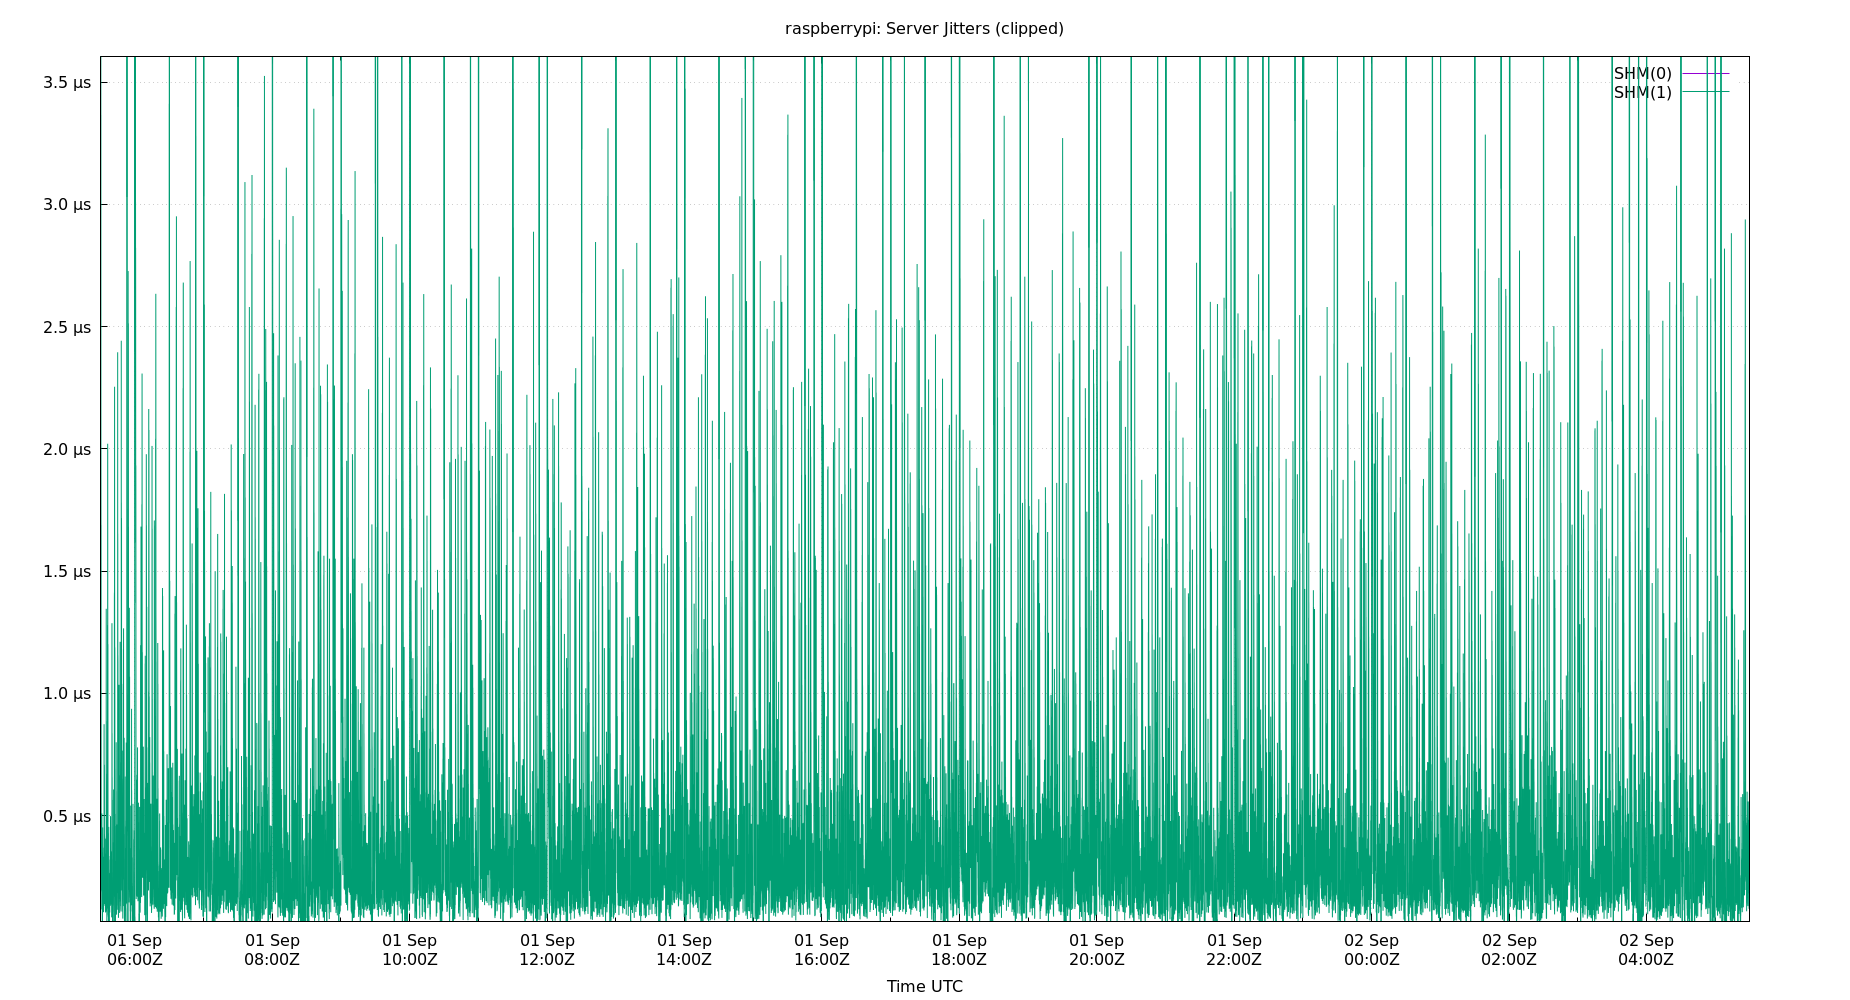 raspberrypi: Server Jitters (clipped)
SHM(0)
SHM(1)
3.5 µs
3.0 µs
2.5 µs
2.0 µs
1.5 µs
1.0 µs
0.5 µs
01 Sep 01 Sep 01 Sep 01 Sep 01 Sep 01 Sep 01 Sep 01 Sep 01 Sep 02 Sep 02 Sep 02 Sep
06:00Z 08:00Z 10:00Z 12:00Z 14:00Z 16:00Z 18:00Z 20:00Z 22:00Z 00:00Z 02:00Z 04:00Z
Time UTC